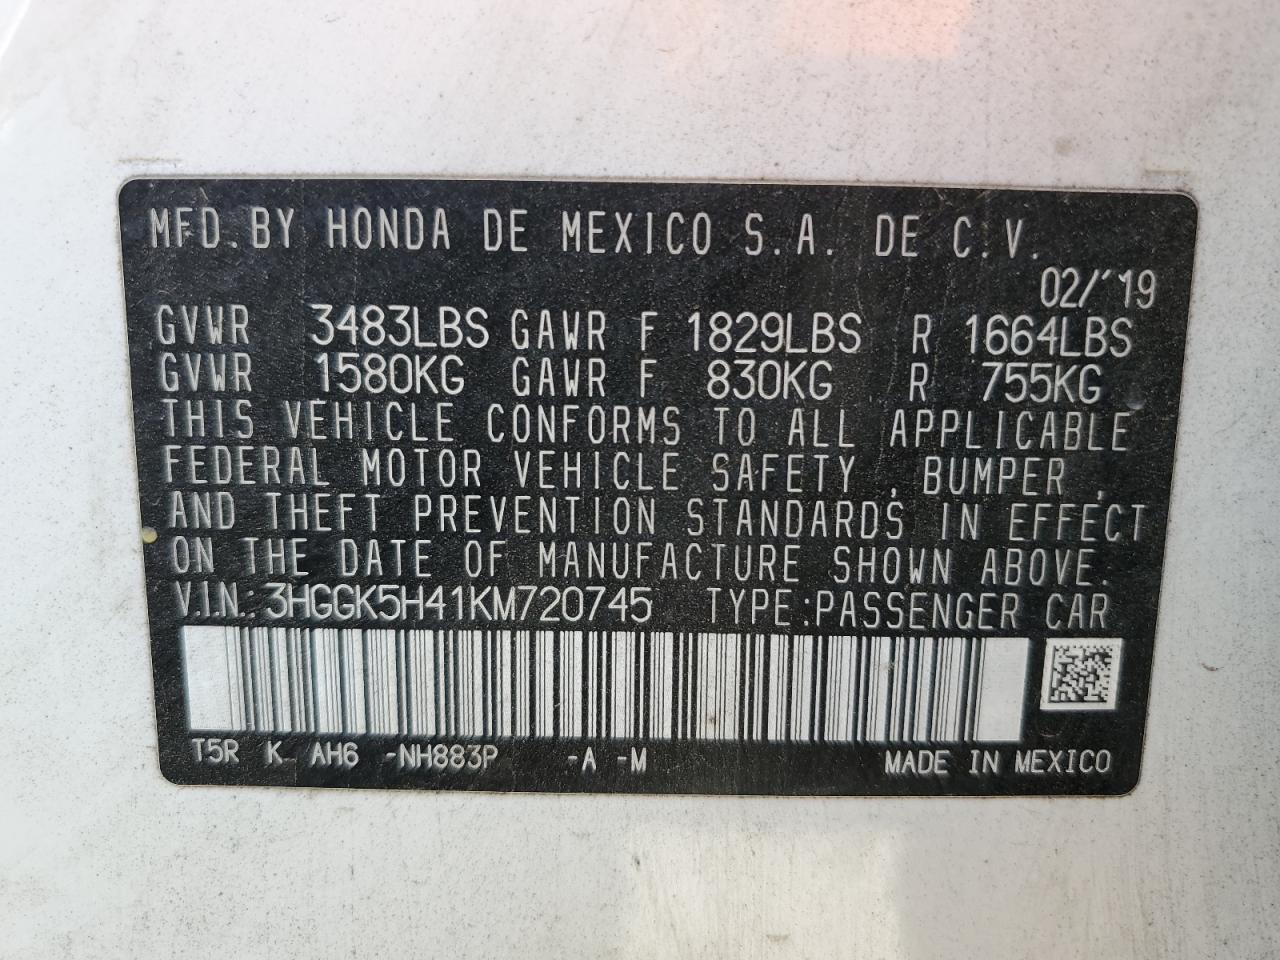 MFD. BY HONDA DE MEXICO S.A. DE C.V.
02/'19
GVWR 3483LBS GAWR F 1829LBS R 1664LBS
GVWR 1580KG GAWR F 830KG R 755KG
THIS VEHICLE CONFORMS TO ALL APPLICABLE
FEDERAL MOTOR VEHICLE SAFETY , BUMPER ,
AND THEFT PREVENTION STANDARDS IN EFFECT
ON THE DATE OF MANUFACTURE SHOWN ABOVE.
V.I.N.: 3HGGK5H41KM720745 TYPE:PASSENGER CAR
T5R K AH6 -NH883P -A -M MADE IN MEXICO